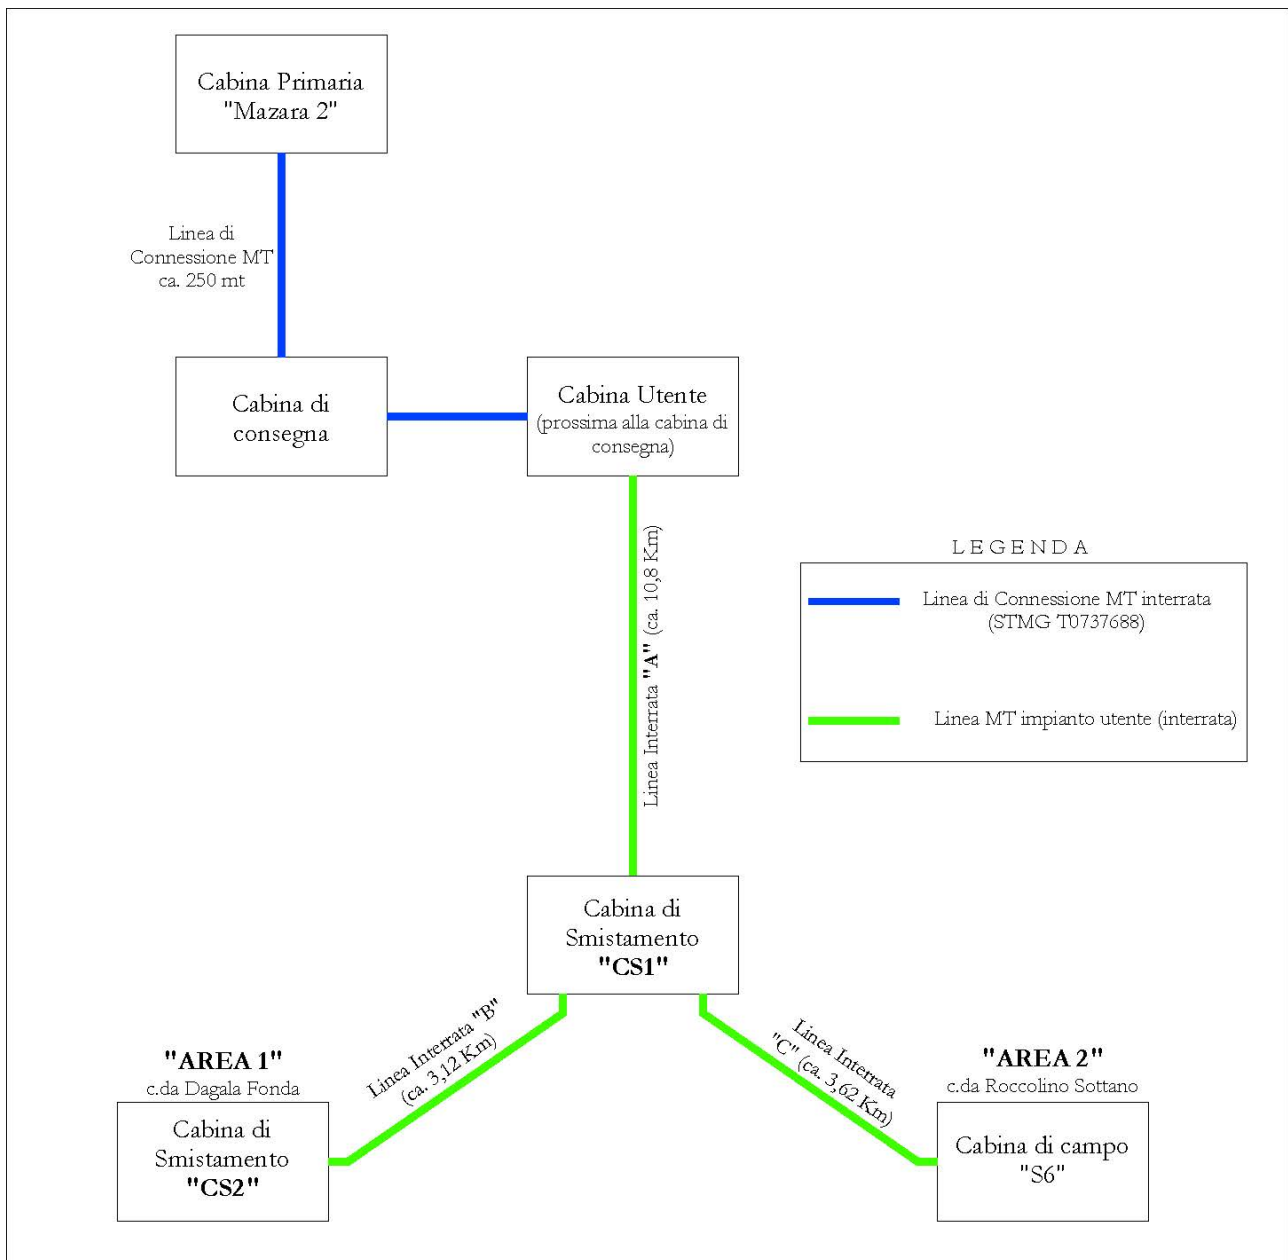 Cabina Primaria
"Mazara 2"
Linea di
Connessione MT
ca. 250 mt
Cabina di
consegna
Cabina Utente
(prossima alla cabina di
consegna)
Linea Interrata "A" (ca. 10,8 Km)
LEGENDA
Linea di Connessione MT interrata
(STMG T0737688)
Linea MT impianto utente (interrata)
Cabina di
Smistamento
"CS1"
Linea Interrata "B"
(ca. 3,12 Km)
Linea Interrata
"C" (ca. 3,62 Km)
"AREA 1"
c.da Dagala Fonda
Cabina di
Smistamento
"CS2"
"AREA 2"
c.da Roccolino Sottano
Cabina di campo
"S6"